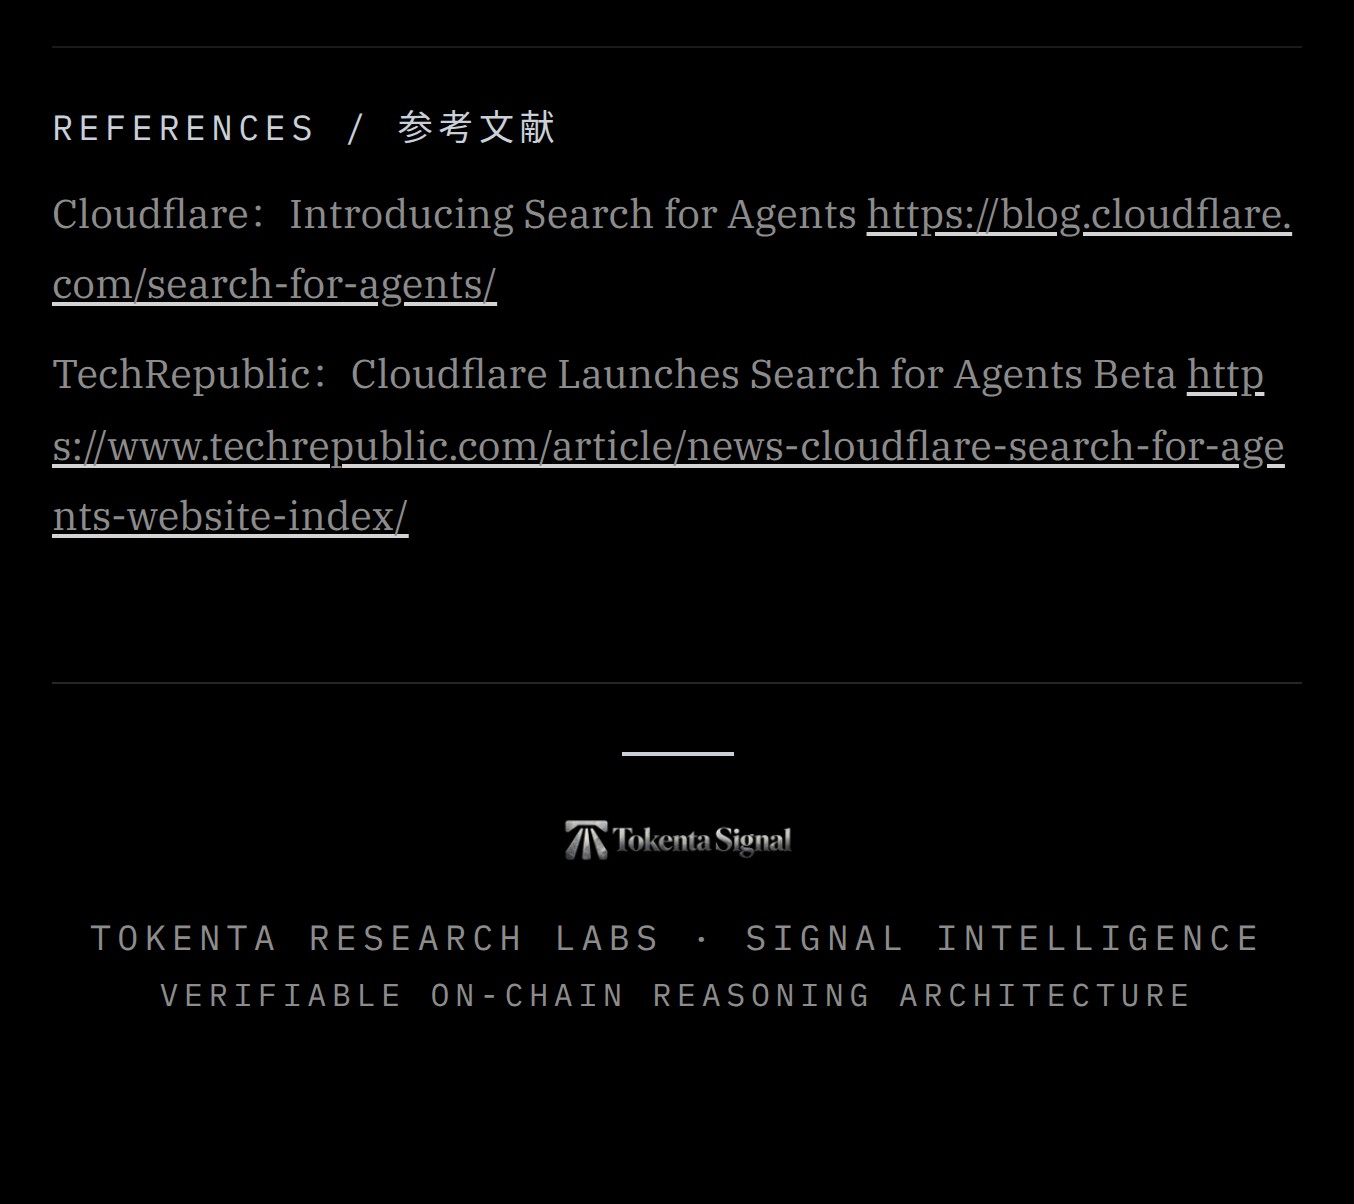 REFERENCES / 参考文献
Cloudflare：Introducing Search for Agents https://blog.cloudflare.
com/search-for-agents/
TechRepublic：Cloudflare Launches Search for Agents Beta http
s://www.techrepublic.com/article/news-cloudflare-search-for-age
nts-website-index/
Tokenta Signal
TOKENTA RESEARCH LABS · SIGNAL INTELLIGENCE
VERIFIABLE ON-CHAIN REASONING ARCHITECTURE